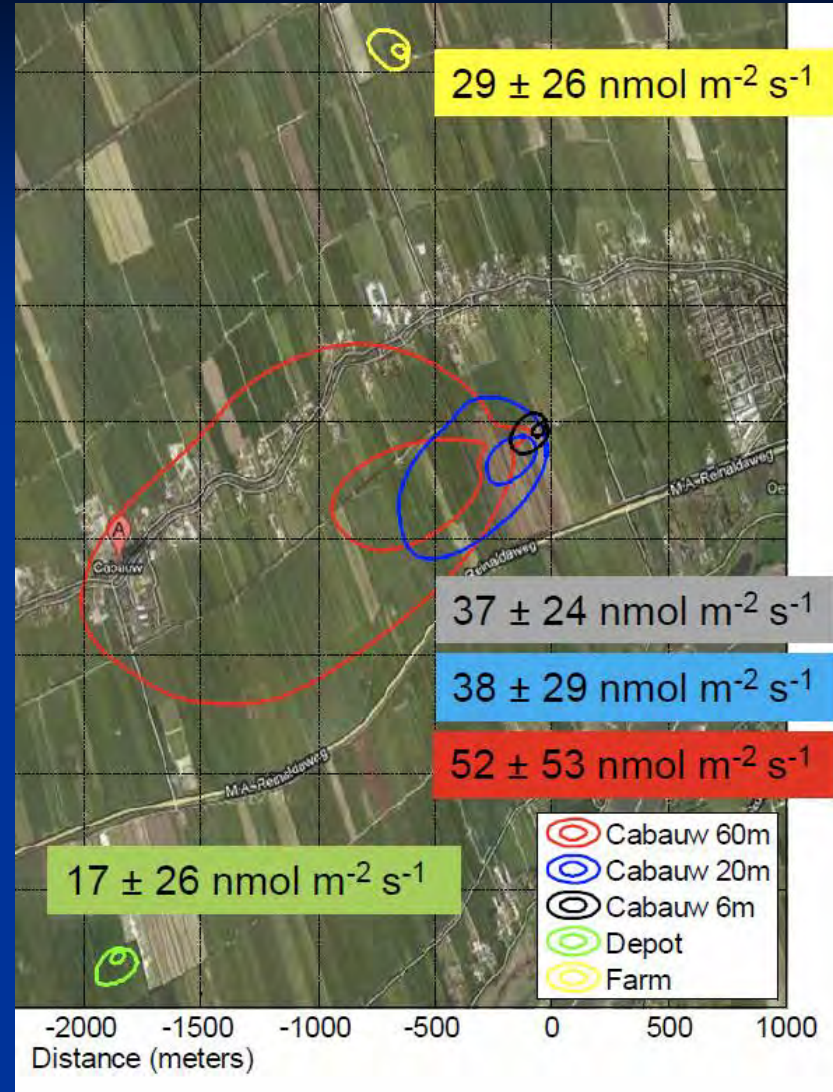 29 ± 26 nmol m⁻² s⁻¹
M.A.-Reinaldaweg
Oe
A
Cabauw
Reinaldaweg
37 ± 24 nmol m⁻² s⁻¹
38 ± 29 nmol m⁻² s⁻¹
52 ± 53 nmol m⁻² s⁻¹
M.A.-Reinaldaweg
Cabauw 60m
Cabauw 20m
Cabauw 6m
Depot
Farm
17 ± 26 nmol m⁻² s⁻¹
-2000 -1500 -1000 -500 0 500 1000
Distance (meters)